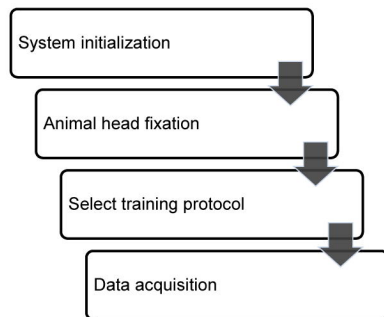 System initialization
Animal head fixation
Select training protocol
Data acquisition